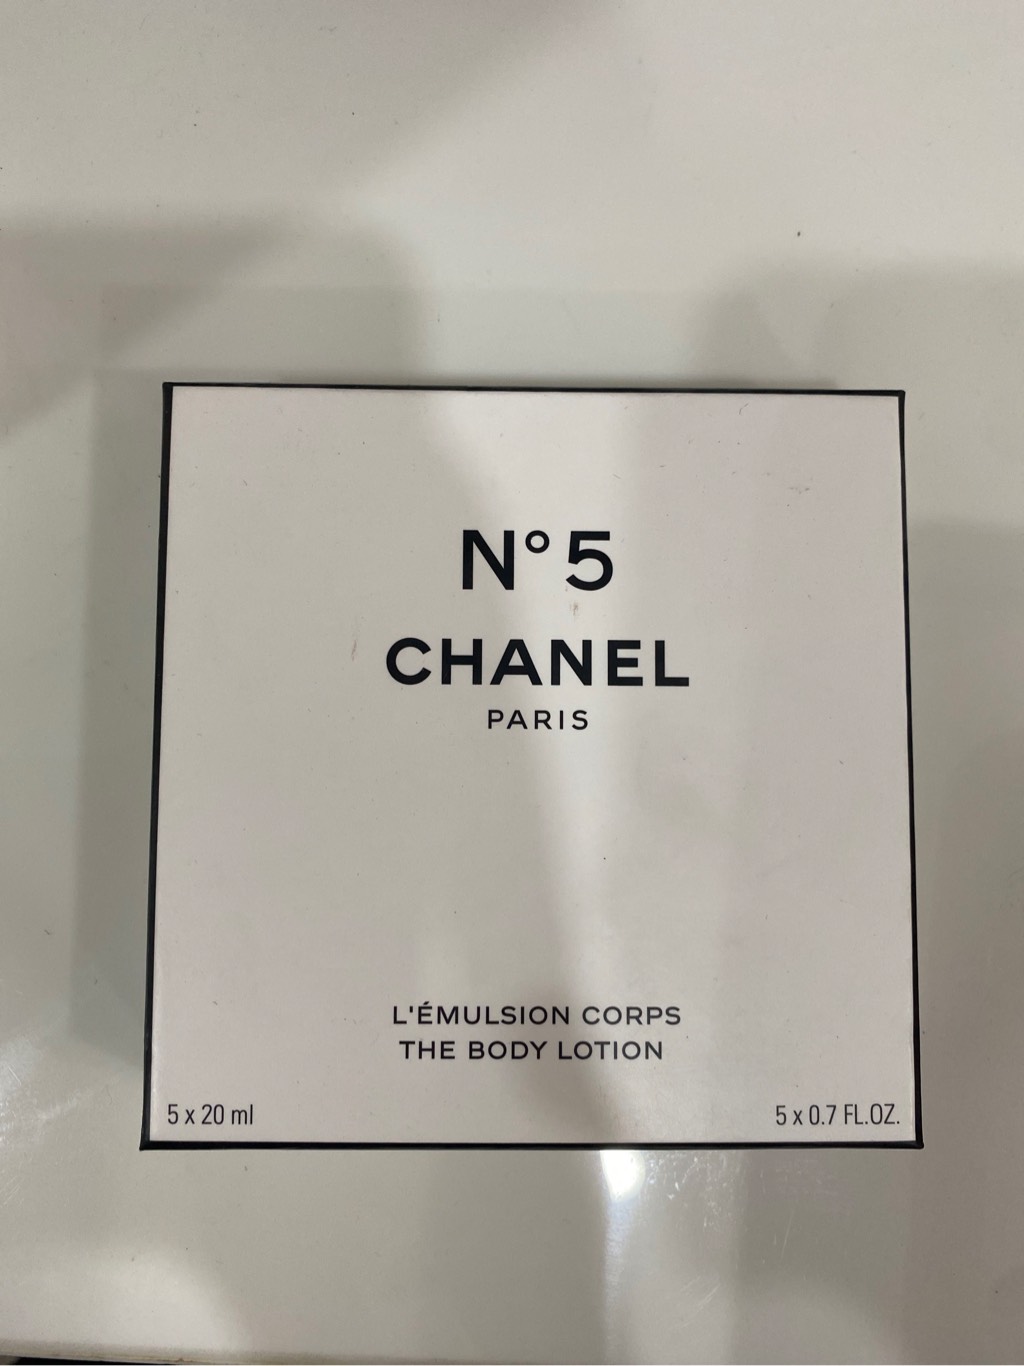 N° 5
CHANEL
PARIS
L'ÉMULSION CORPS
THE BODY LOTION
5 x 20 ml
5 x 0.7 FL.OZ.